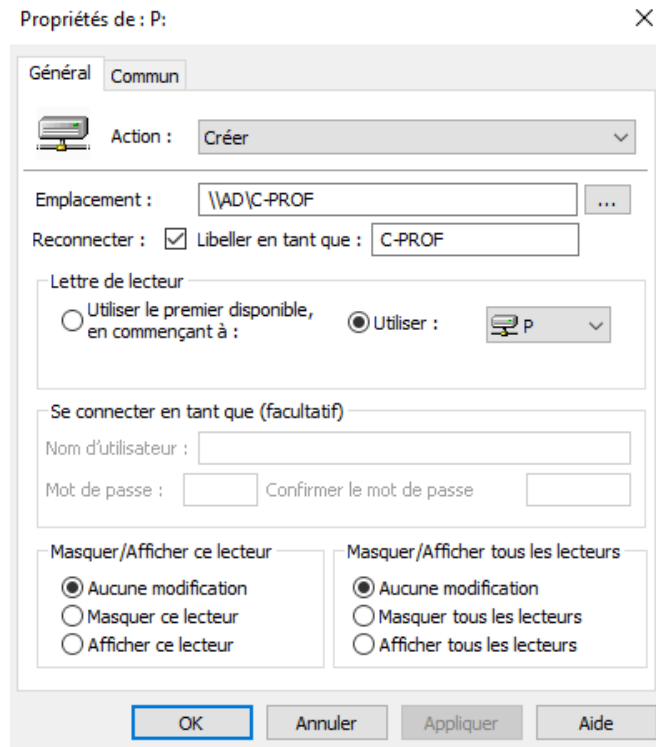 Propriétés de : P:
Général Commun
Action : Créer
Emplacement : \\AD\C-PROF ...
Reconnecter : Libeller en tant que : C-PROF
Lettre de lecteur
Utiliser le premier disponible,
en commençant à :
Utiliser : P
Se connecter en tant que (facultatif)
Nom d'utilisateur :
Mot de passe : Confirmer le mot de passe
Masquer/Afficher ce lecteur
Aucune modification
Masquer ce lecteur
Afficher ce lecteur
Masquer/Afficher tous les lecteurs
Aucune modification
Masquer tous les lecteurs
Afficher tous les lecteurs
OK Annuler Appliquer Aide